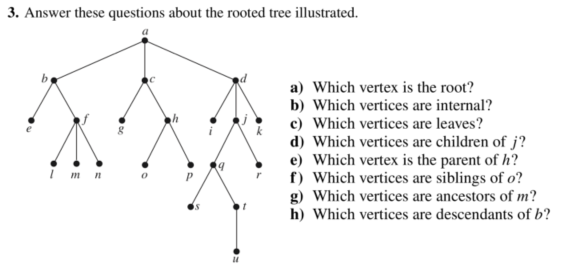 3. Answer these questions about the rooted tree illustrated.
a
b c d
e f g h i j k
l m n o p q r
s t
u
a) Which vertex is the root?
b) Which vertices are internal?
c) Which vertices are leaves?
d) Which vertices are children of j?
e) Which vertex is the parent of h?
f) Which vertices are siblings of o?
g) Which vertices are ancestors of m?
h) Which vertices are descendants of b?